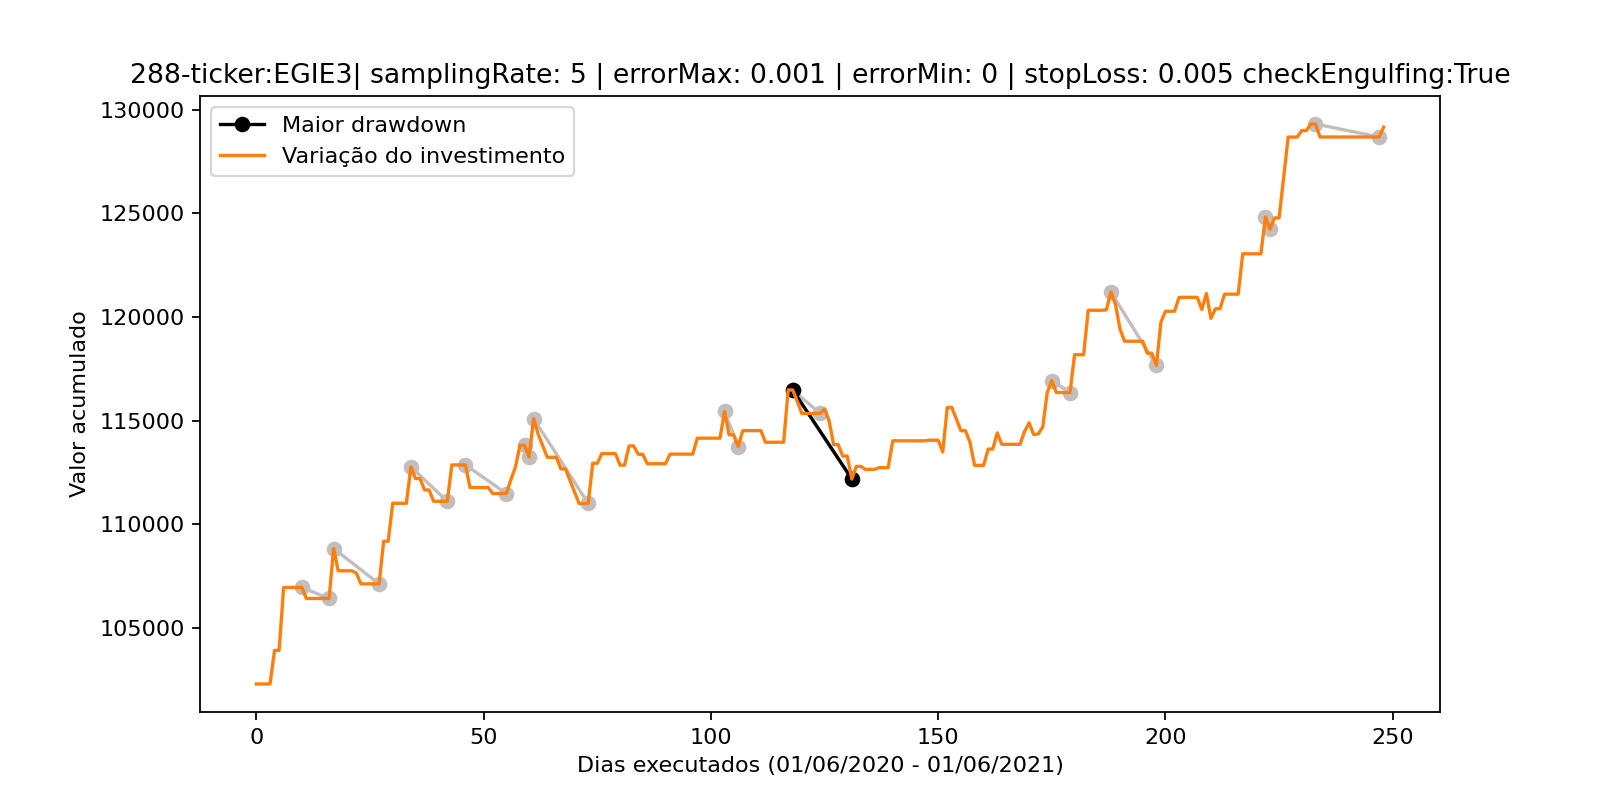 288-ticker:EGIE3| samplingRate: 5 | errorMax: 0.001 | errorMin: 0 | stopLoss: 0.005 checkEngulfing:True
Maior drawdown
Variação do investimento
130000
125000
120000
115000
110000
105000
Valor acumulado
0 50 100 150 200 250
Dias executados (01/06/2020 - 01/06/2021)